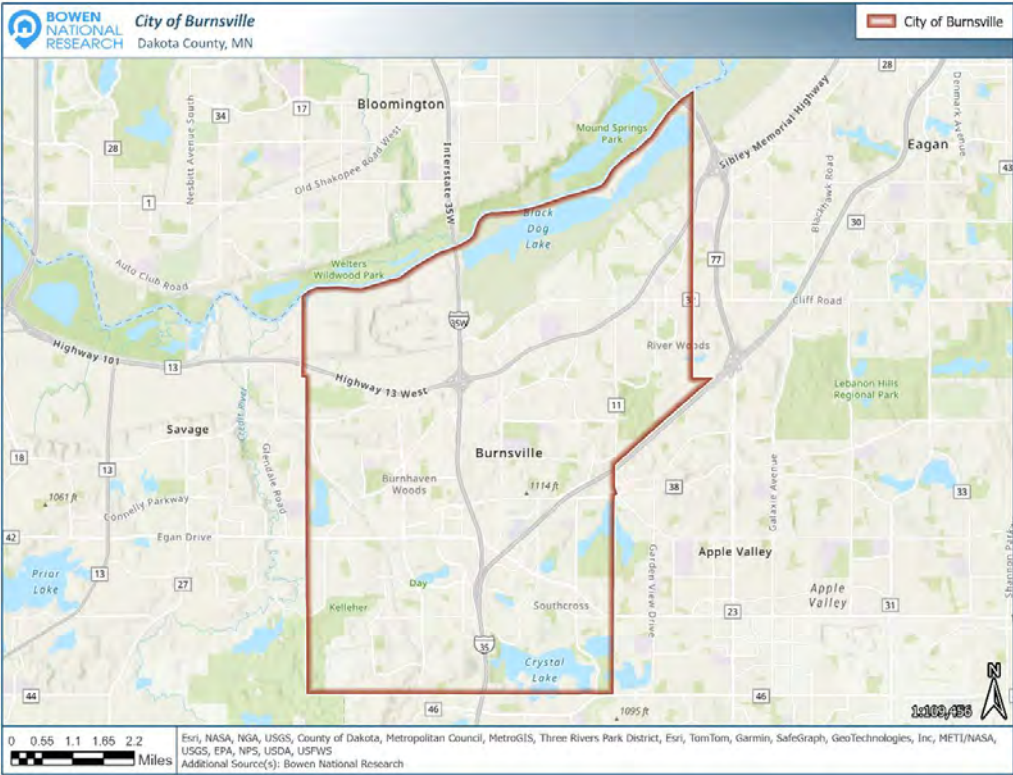 BOWEN
NATIONAL
RESEARCH
City of Burnsville
Dakota County, MN
City of Burnsville
28
Denmark Avenue
Nesbitt Avenue South
34
17
Bloomington
Mound Springs
Park
Sibley Memorial Highway
Eagan
28
Old Shakopee Road West
Interstate 35W
43
1
Blackhawk Road
30
Black
Dog
Lake
Auto Club Road
Welters
Wildwood Park
77
Cliff Road
35W
River Woods
Highway 101
13
Highway 13 West
Lebanon Hills
Regional Park
11
Credit River
Savage
Glendale Road
Burnsville
18
13
Burnhaven
Woods
1061 ft
1114 ft
38
33
Connelly Parkway
Galaxie Avenue
42
Egan Drive
Garden View Drive
Apple Valley
Shannon Park
Prior
Lake
13
27
Day
Apple
Valley
31
Kelleher
Southcross
23
35
Crystal
Lake
44
46
46
1095 ft
N
1:109,456
0 0.55 1.1 1.65 2.2
Miles
Esri, NASA, NGA, USGS, County of Dakota, Metropolitan Council, MetroGIS, Three Rivers Park District, Esri, TomTom, Garmin, SafeGraph, GeoTechnologies, Inc, METI/NASA,
USGS, EPA, NPS, USDA, USFWS
Additional Source(s): Bowen National Research